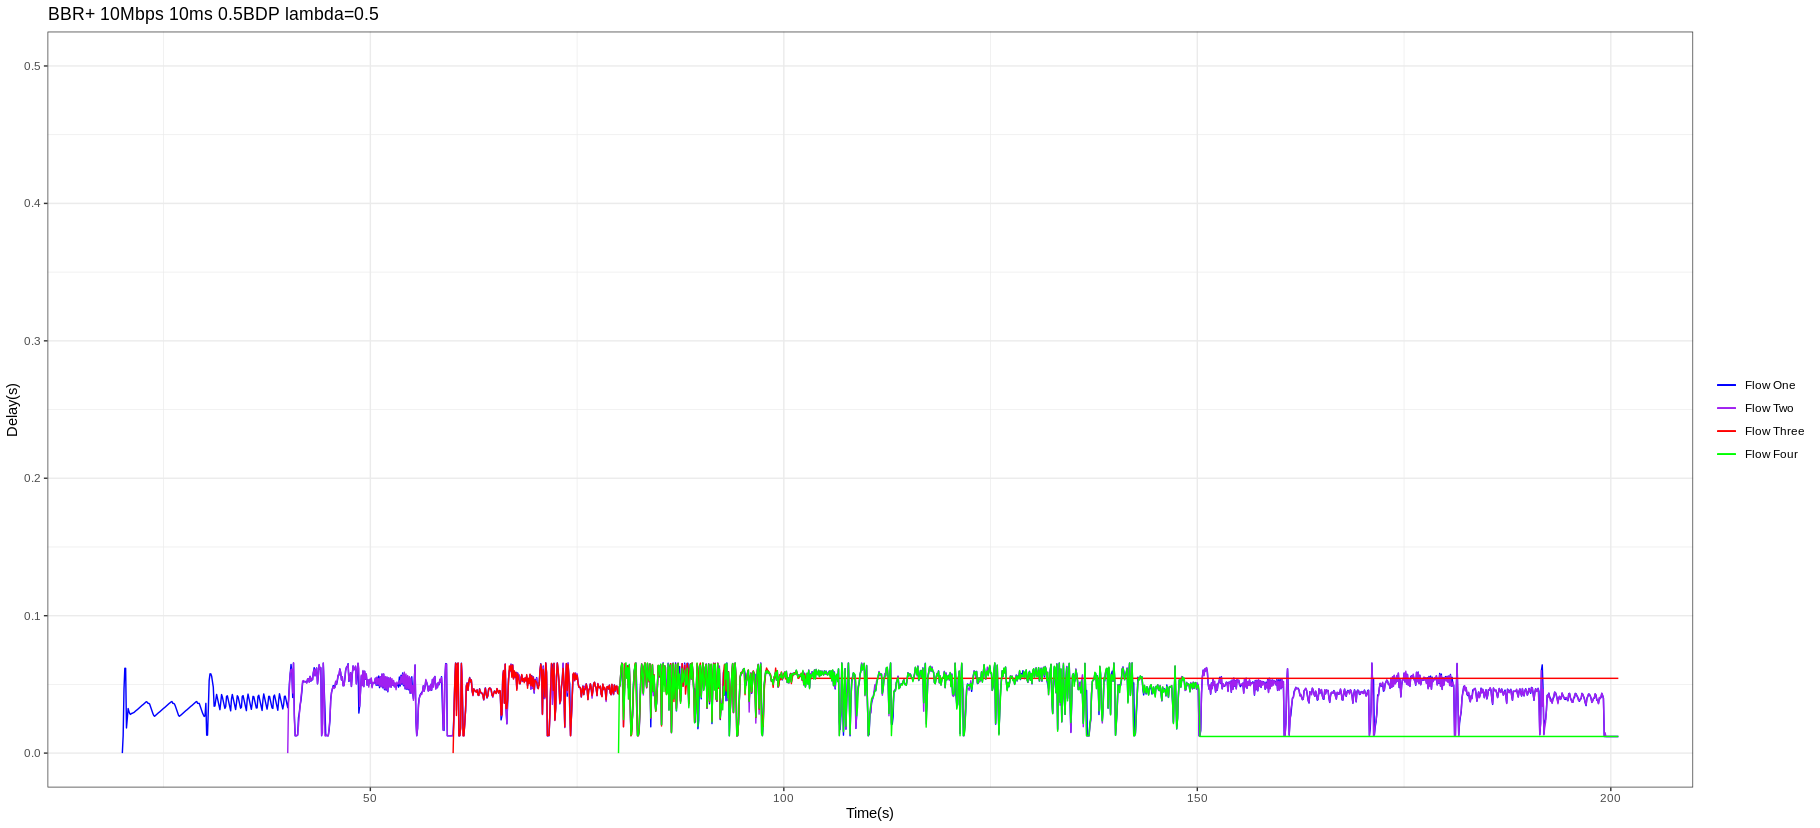 BBR+ 10Mbps 10ms 0.5BDP lambda=0.5
0.5
0.4
0.3
0.2
0.1
0.0
Delay(s)
50
100
150
200
Time(s)
Flow One
Flow Two
Flow Three
Flow Four